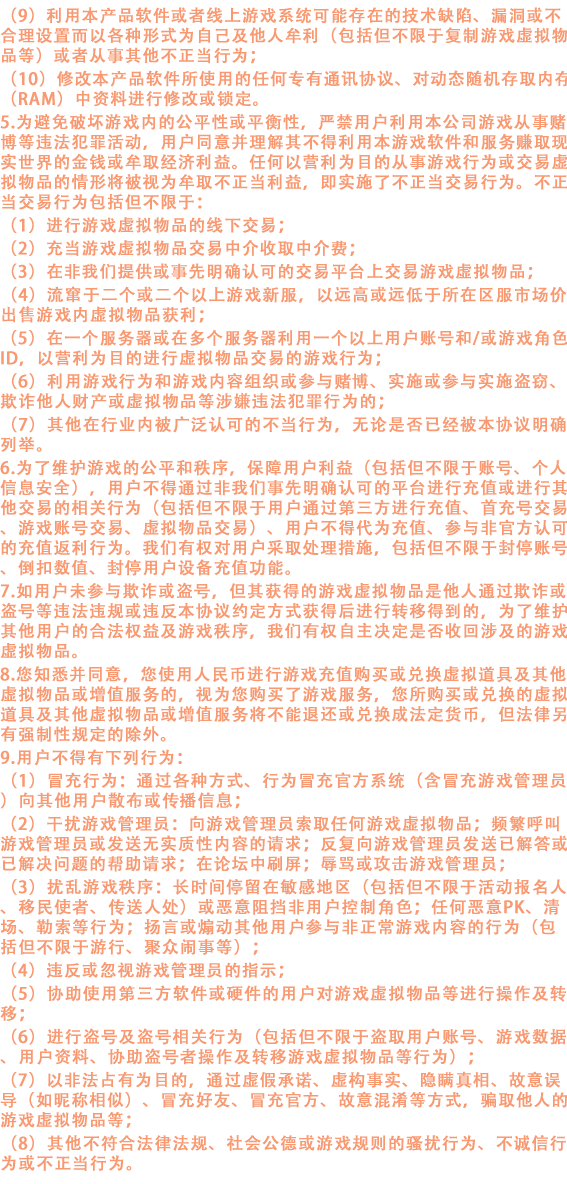 （9）利用本产品软件或者线上游戏系统可能存在的技术缺陷、漏洞或不
合理设置而以各种形式为自己及他人牟利（包括但不限于复制游戏虚拟物
品等）或者从事其他不正当行为；
（10）修改本产品软件所使用的任何专有通讯协议、对动态随机存取内存
（RAM）中资料进行修改或锁定。
5.为避免破坏游戏内的公平性或平衡性，严禁用户利用本公司游戏从事赌
博等违法犯罪活动，用户同意并理解其不得利用本游戏软件和服务赚取现
实世界的金钱或牟取经济利益。任何以营利为目的从事游戏行为或交易虚
拟物品的情形将被视为牟取不正当利益，即实施了不正当交易行为。不正
当交易行为包括但不限于：
（1）进行游戏虚拟物品的线下交易；
（2）充当游戏虚拟物品交易中介收取中介费；
（3）在非我们提供或事先明确认可的交易平台上交易游戏虚拟物品；
（4）流窜于二个或二个以上游戏新服，以远高或远低于所在区服市场价
出售游戏内虚拟物品获利；
（5）在一个服务器或在多个服务器利用一个以上用户账号和/或游戏角色
ID，以营利为目的进行虚拟物品交易的游戏行为；
（6）利用游戏行为和游戏内容组织或参与赌博、实施或参与实施盗窃、
欺诈他人财产或虚拟物品等涉嫌违法犯罪行为的；
（7）其他在行业内被广泛认可的不当行为，无论是否已经被本协议明确
列举。
6.为了维护游戏的公平和秩序，保障用户利益（包括但不限于账号、个人
信息安全），用户不得通过非我们事先明确认可的平台进行充值或进行其
他交易的相关行为（包括但不限于用户通过第三方进行充值、首充号交易
、游戏账号交易、虚拟物品交易）、用户不得代为充值、参与非官方认可
的充值返利行为。我们有权对用户采取处理措施，包括但不限于封停账号
、倒扣数值、封停用户设备充值功能。
7.如用户未参与欺诈或盗号，但其获得的游戏虚拟物品是他人通过欺诈或
盗号等违法违规或违反本协议约定方式获得后进行转移得到的，为了维护
其他用户的合法权益及游戏秩序，我们有权自主决定是否收回涉及的游戏
虚拟物品。
8.您知悉并同意，您使用人民币进行游戏充值购买或兑换虚拟道具及其他
虚拟物品或增值服务的，视为您购买了游戏服务，您所购买或兑换的虚拟
道具及其他虚拟物品或增值服务将不能退还或兑换成法定货币，但法律另
有强制性规定的除外。
9.用户不得有下列行为：
（1）冒充行为：通过各种方式、行为冒充官方系统（含冒充游戏管理员
）向其他用户散布或传播信息；
（2）干扰游戏管理员：向游戏管理员索取任何游戏虚拟物品；频繁呼叫
游戏管理员或发送无实质性内容的请求；反复向游戏管理员发送已解答或
已解决问题的帮助请求；在论坛中刷屏；辱骂或攻击游戏管理员；
（3）扰乱游戏秩序：长时间停留在敏感地区（包括但不限于活动报名人
、移民使者、传送人处）或恶意阻挡非用户控制角色；任何恶意PK、清
场、勒索等行为；扬言或煽动其他用户参与非正常游戏内容的行为（包
括但不限于游行、聚众闹事等）；
（4）违反或忽视游戏管理员的指示；
（5）协助使用第三方软件或硬件的用户对游戏虚拟物品等进行操作及转
移；
（6）进行盗号及盗号相关行为（包括但不限于盗取用户账号、游戏数据
、用户资料、协助盗号者操作及转移游戏虚拟物品等行为）；
（7）以非法占有为目的，通过虚假承诺、虚构事实、隐瞒真相、故意误
导（如昵称相似）、冒充好友、冒充官方、故意混淆等方式，骗取他人的
游戏虚拟物品等；
（8）其他不符合法律法规、社会公德或游戏规则的骚扰行为、不诚信行
为或不正当行为。